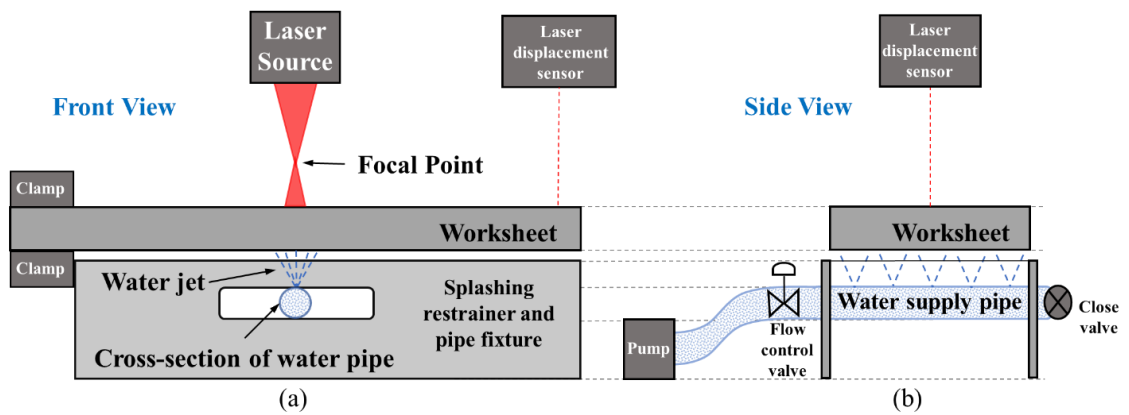 Laser
Source
Laser
displacement
sensor
Front View
Focal Point
Clamp
Worksheet
Clamp
Water jet
Splashing
restrainer and
pipe fixture
Cross-section of water pipe
(a)
Laser
displacement
sensor
Side View
Worksheet
Water supply pipe
Close
valve
Pump
Flow
control
valve
(b)